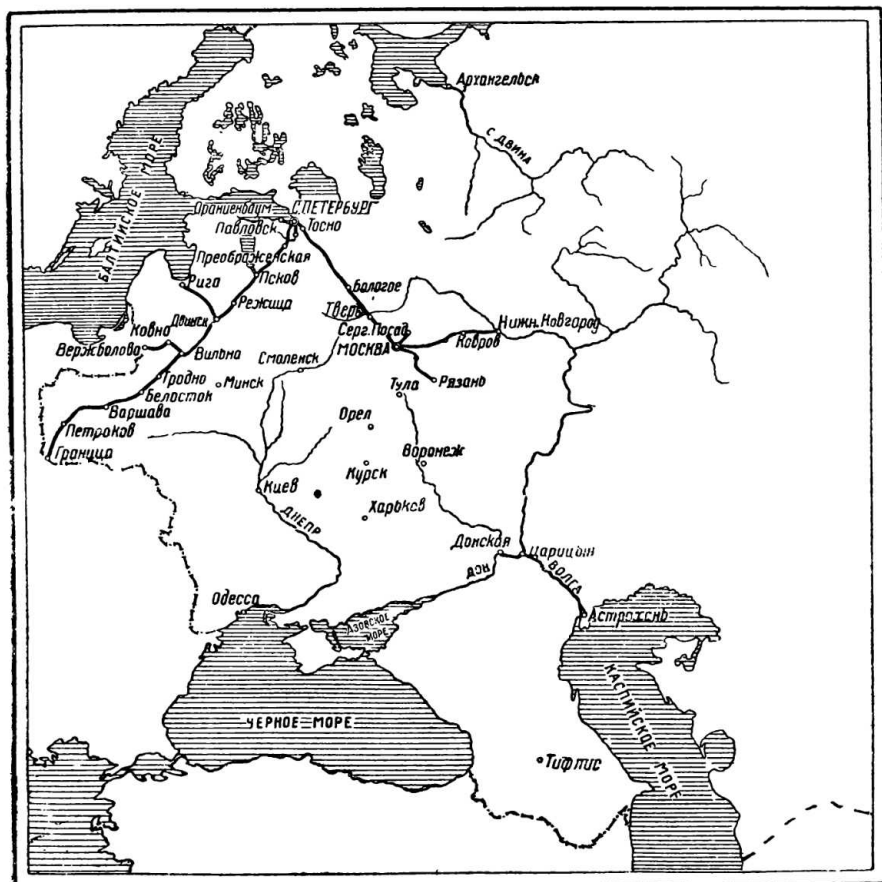 Архангельск
С. ДВИНА
БАЛТИЙСКОЕ МОРЕ
Ораниенбаум
С. ПЕТЕРБУРГ
Павловск
Тосно
Преображенская
Псков
Рига
Режица
Бологое
Тверь
Двинск
Серг. Посад
Нижн. Новгород
Ковна
МОСКВА
Ковров
Вержболово
Вильна
Смоленск
Гродно
Минск
Рязань
Тула
Белосток
Варшава
Орел
Петроков
Воронеж
Граница
Курск
Киев
Харьков
ДНЕПР
Донская
Царицын
ДОН
ВОЛГА
Одесса
АЗОВСКОЕ
МОРЕ
Астрохань
ЧЕРНОЕ МОРЕ
КАСПИЙСКОЕ МОРЕ
Тифлис